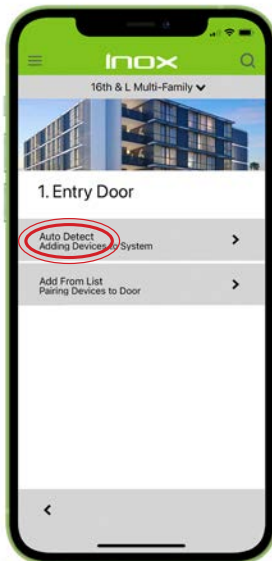 INOX
16th & L Multi-Family
1. Entry Door
Auto Detect
Adding Devices to System
Add From List
Pairing Devices to Door